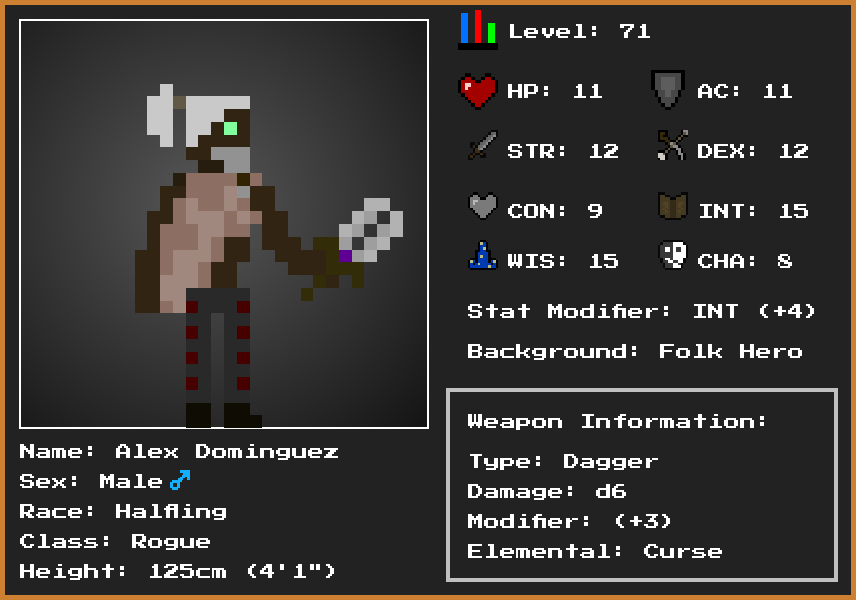 Level: 71
HP: 11 AC: 11
STR: 12 DEX: 12
CON: 9 INT: 15
WIS: 15 CHA: 8
Stat Modifier: INT (+4)
Background: Folk Hero
Weapon Information:
Type: Dagger
Damage: d6
Modifier: (+3)
Elemental: Curse
Name: Alex Dominguez
Sex: Male ♂
Race: Halfling
Class: Rogue
Height: 125cm (4'1")